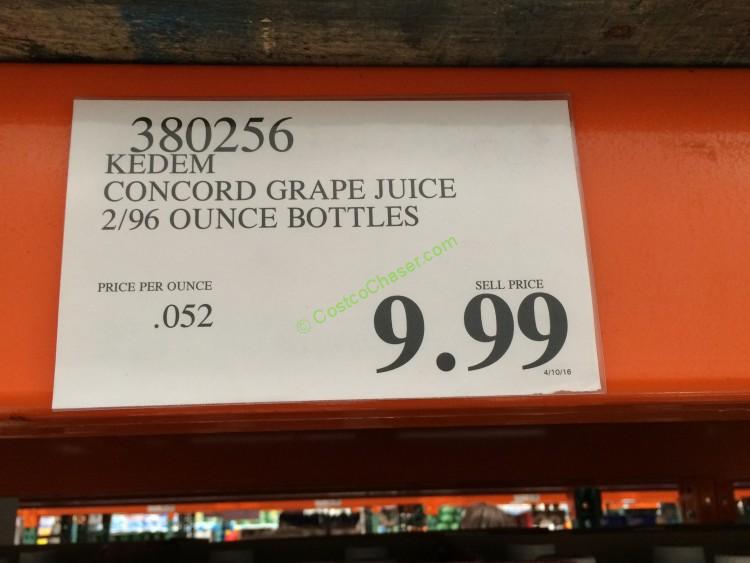 380256
KEDEM
CONCORD GRAPE JUICE
2/96 OUNCE BOTTLES
PRICE PER OUNCE
.052
SELL PRICE
9.99
4/10/16
© CostcoChaser.com